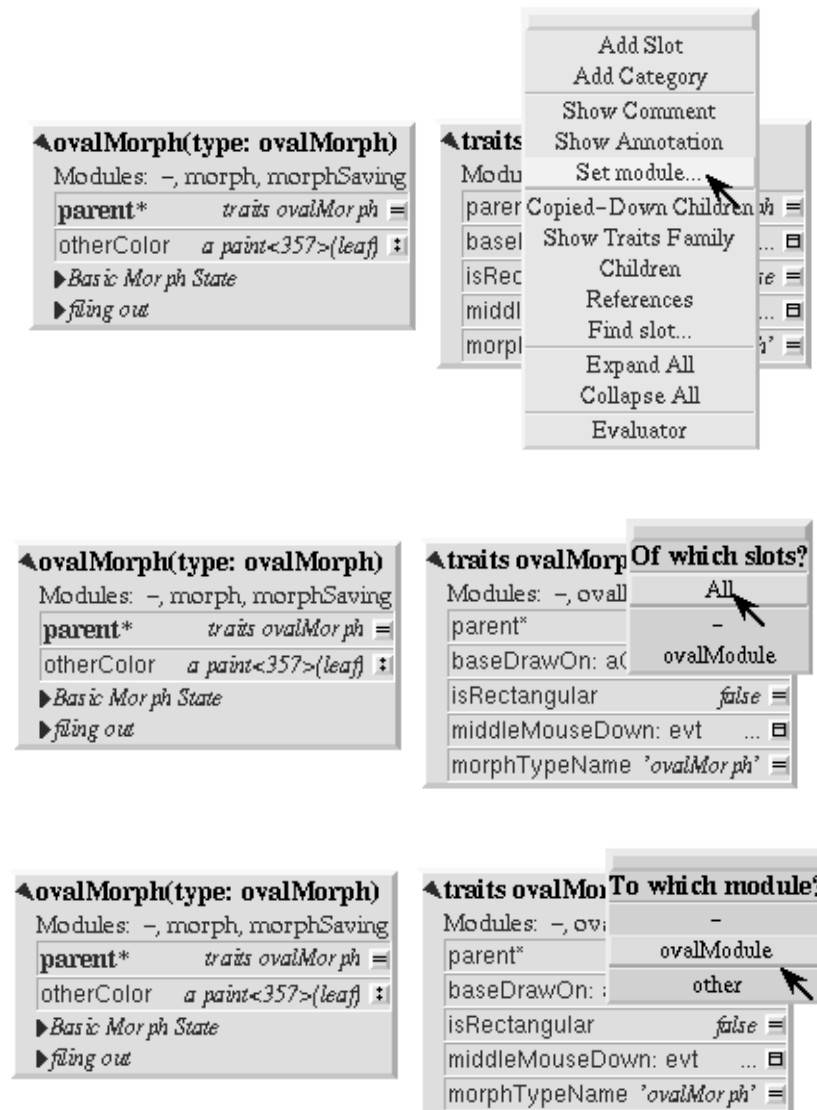 ovalMorph(type: ovalMorph)
Modules: –, morph, morphSaving
parent* traits ovalMorph =
otherColor a paint<357>(leaf) :
Basic Morph State
filing out
traits
Add Slot
Add Category
Show Comment
Show Annotation
Set module...
Copied–Down Children
Show Traits Family
Children
References
Find slot...
Expand All
Collapse All
Evaluator
ovalMorph(type: ovalMorph)
Modules: –, morph, morphSaving
parent* traits ovalMorph =
otherColor a paint<357>(leaf) :
Basic Morph State
filing out
traits ovalMorp
Modules: –, oval
parent*
baseDrawOn: a
isRectangular false =
middleMouseDown: evt ...
morphTypeName 'ovalMorph' =
Of which slots?
All
–
ovalModule
ovalMorph(type: ovalMorph)
Modules: –, morph, morphSaving
parent* traits ovalMorph =
otherColor a paint<357>(leaf) :
Basic Morph State
filing out
traits ovalMor
Modules: –, ov
parent*
baseDrawOn:
isRectangular false =
middleMouseDown: evt ...
morphTypeName 'ovalMorph' =
To which module?
–
ovalModule
other